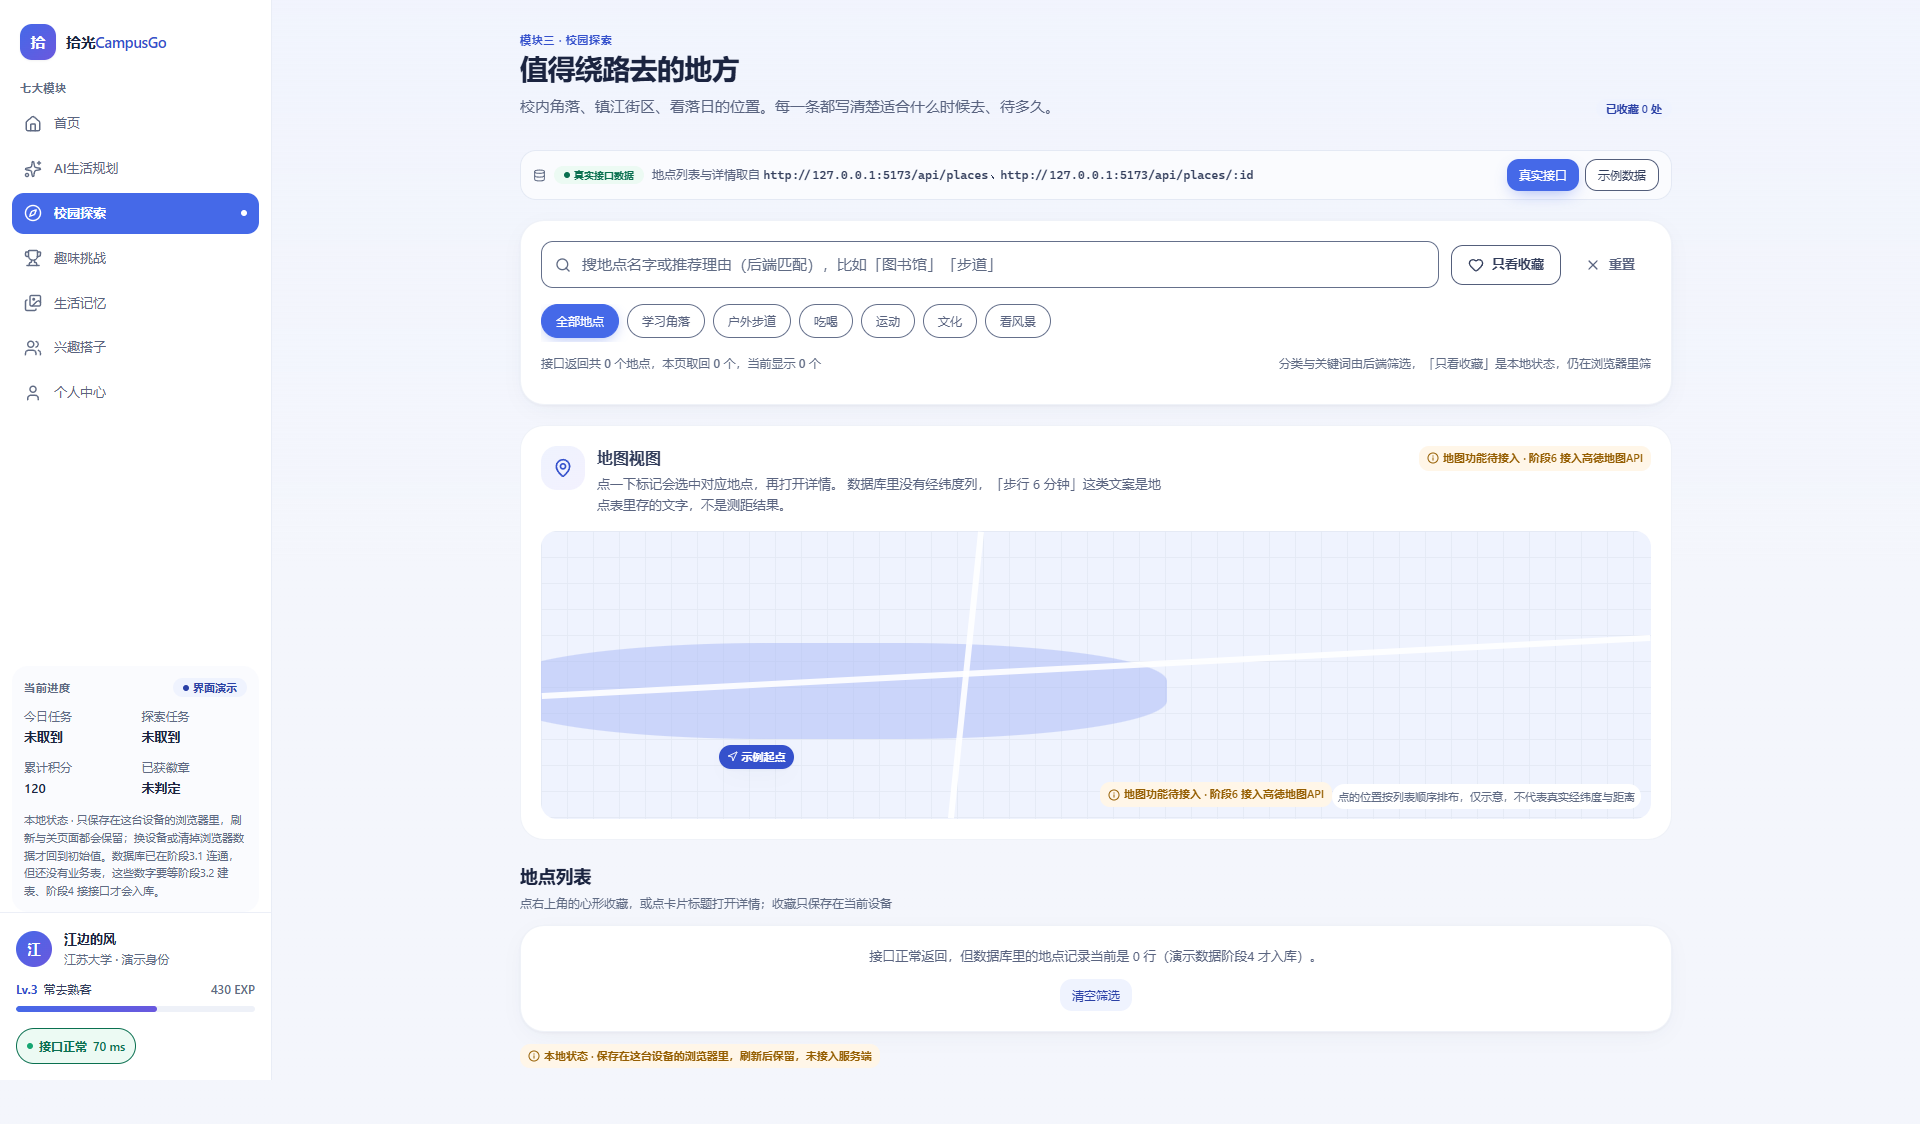 拾
拾光CampusGo
七大模块
首页
AI生活规划
校园探索
趣味挑战
生活记忆
兴趣搭子
个人中心
当前进度
界面演示
今日任务
探索任务
未取到
未取到
累计积分
已获徽章
120
未判定
本地状态 · 只保存在这台设备的浏览器里，刷
新与关页面都会保留；换设备或清掉浏览器数
据才回到初始值。数据库已在阶段3.1 连通，
但还没有业务表，这些数字要等阶段3.2 建
表、阶段4 接接口才会入库。
江
江边的风
江苏大学 · 演示身份
Lv.3 常去熟客
430 EXP
接口正常 70 ms
模块三 · 校园探索
值得绕路去的地方
校内角落、镇江街区、看落日的位置。每一条都写清楚适合什么时候去、待多久。
已收藏 0 处
真实接口数据
地点列表与详情取自 http://127.0.0.1:5173/api/places、http://127.0.0.1:5173/api/places/:id
真实接口
示例数据
搜地点名字或推荐理由（后端匹配），比如「图书馆」「步道」
只看收藏
重置
全部地点
学习角落
户外步道
吃喝
运动
文化
看风景
接口返回共 0 个地点，本页取回 0 个，当前显示 0 个
分类与关键词由后端筛选，「只看收藏」是本地状态，仍在浏览器里筛
地图视图
地图功能待接入 · 阶段6 接入高德地图API
点一下标记会选中对应地点，再打开详情。 数据库里没有经纬度列，「步行 6 分钟」这类文案是地
点表里存的文字，不是测距结果。
示例起点
地图功能待接入 · 阶段6 接入高德地图API
点的位置按列表顺序排布，仅示意，不代表真实经纬度与距离
地点列表
点右上角的心形收藏，或点卡片标题打开详情；收藏只保存在当前设备
接口正常返回，但数据库里的地点记录当前是 0 行（演示数据阶段4 才入库）。
清空筛选
本地状态 · 保存在这台设备的浏览器里，刷新后保留，未接入服务端